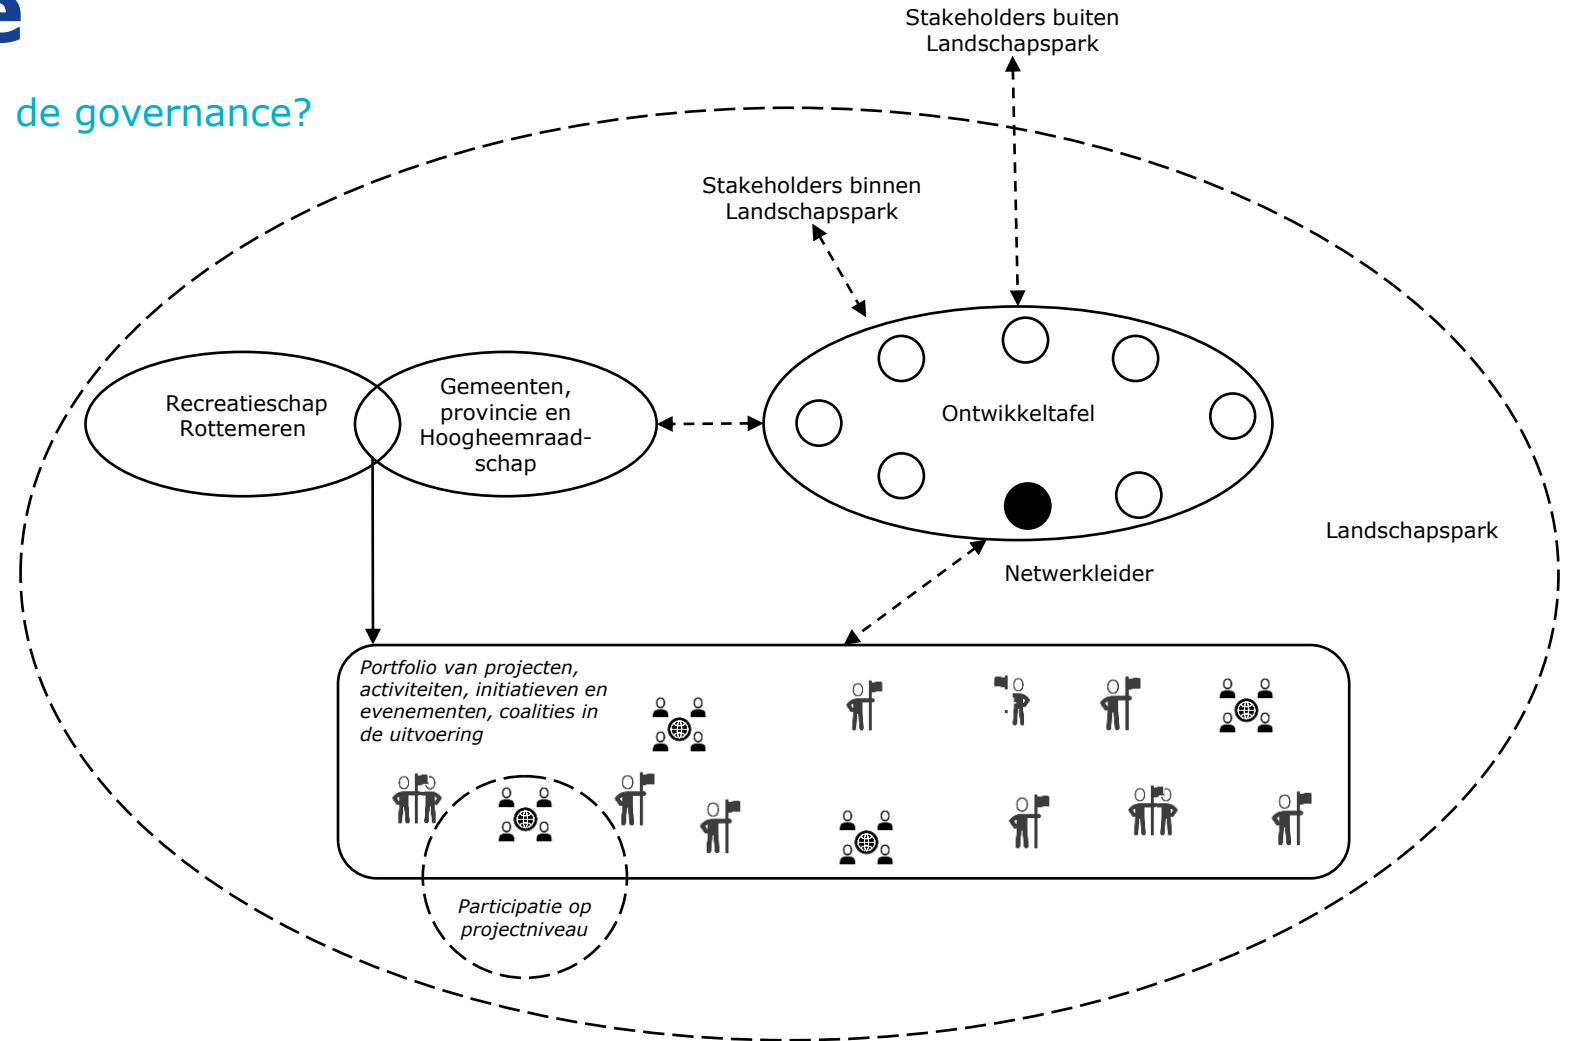 e
de governance?
Stakeholders buiten
Landschapspark
Stakeholders binnen
Landschapspark
Recreatieschap
Rottemeren
Gemeenten,
provincie en
Hoogheemraad-
schap
Ontwikkeltafel
Landschapspark
Netwerkleider
Portfolio van projecten,
activiteiten, initiatieven en
evenementen, coalities in
de uitvoering
Participatie op
projectniveau